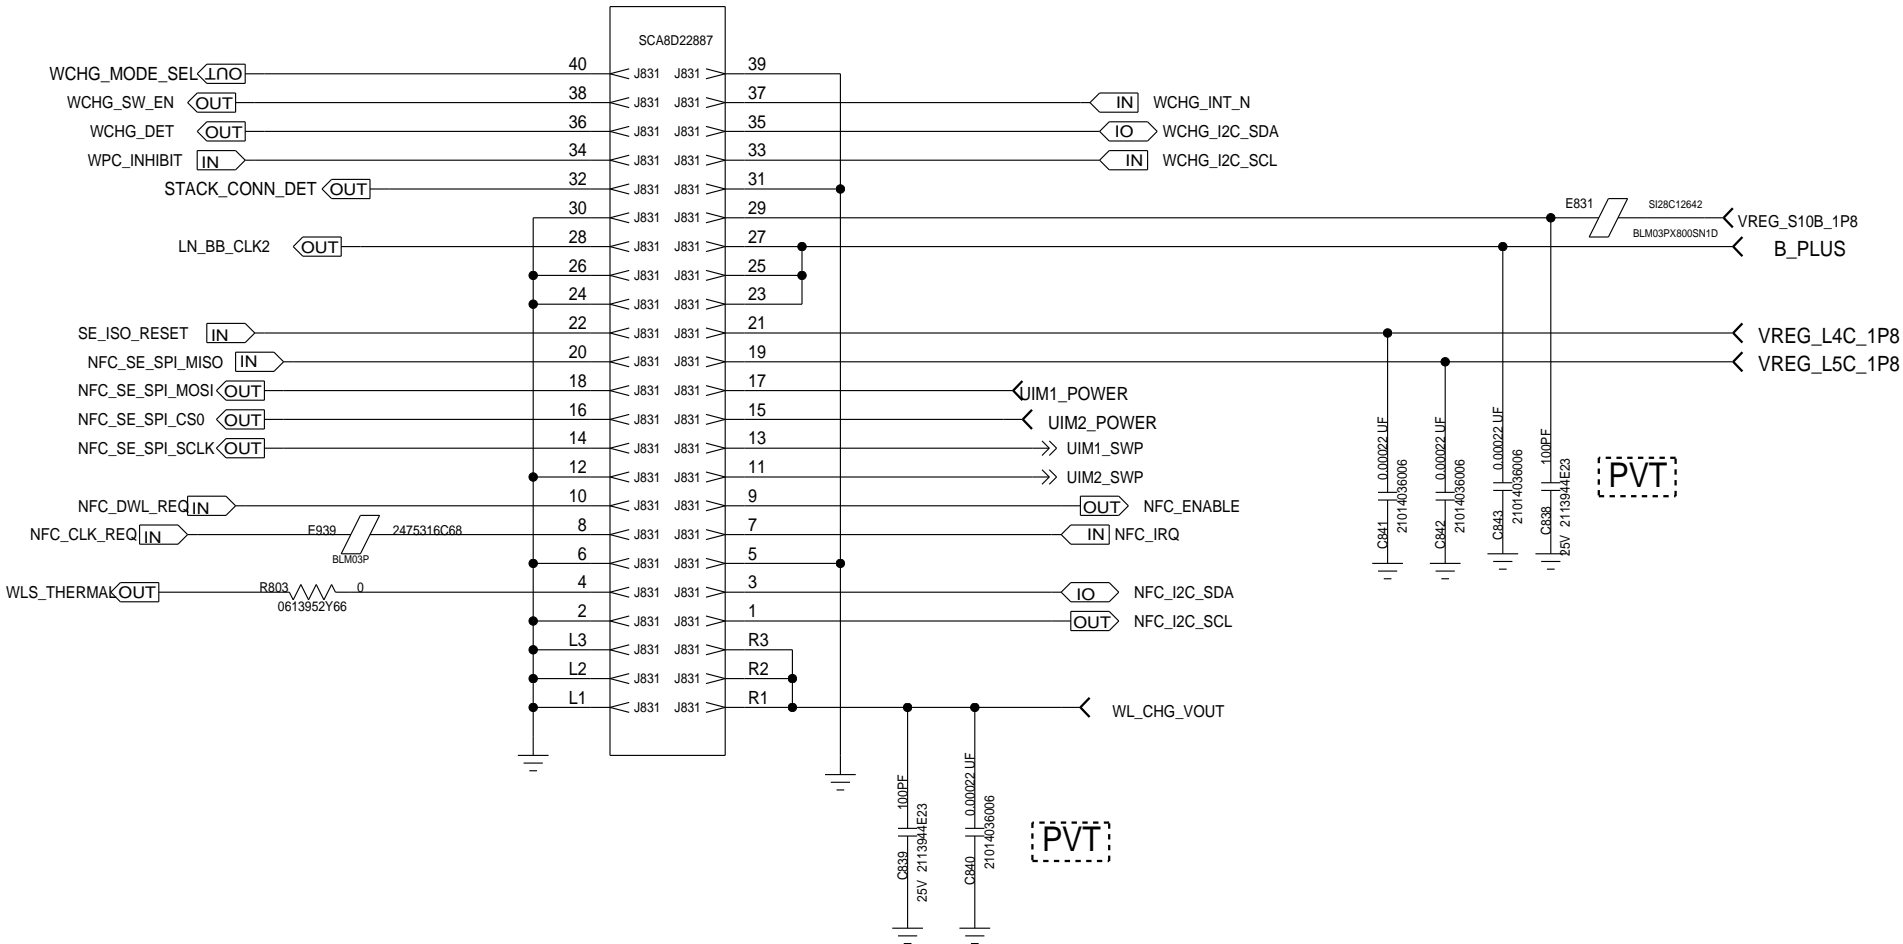 SCA8D22887
WCHG_MODE_SEL OUT 40 J831 J831 39
WCHG_SW_EN OUT 38 J831 J831 37 IN WCHG_INT_N
WCHG_DET OUT 36 J831 J831 35 IO WCHG_I2C_SDA
WPC_INHIBIT IN 34 J831 J831 33 IN WCHG_I2C_SCL
STACK_CONN_DET OUT 32 J831 J831 31
30 J831 J831 29 E831 SI28C12642 VREG_S10B_1P8
BLM03PX800SN1D
LN_BB_CLK2 OUT 28 J831 J831 27 B_PLUS
26 J831 J831 25
24 J831 J831 23
SE_ISO_RESET IN 22 J831 J831 21 VREG_L4C_1P8
NFC_SE_SPI_MISO IN 20 J831 J831 19 VREG_L5C_1P8
NFC_SE_SPI_MOSI OUT 18 J831 J831 17 UIM1_POWER
NFC_SE_SPI_CS0 OUT 16 J831 J831 15 UIM2_POWER
NFC_SE_SPI_SCLK OUT 14 J831 J831 13 UIM1_SWP
12 J831 J831 11 UIM2_SWP
NFC_DWL_REQ IN 10 J831 J831 9 OUT NFC_ENABLE
NFC_CLK_REQ IN E939 2475316C68 8 J831 J831 7 IN NFC_IRQ
BLM03P
6 J831 J831 5
WLS_THERMAL OUT R803 0 4 J831 J831 3 IO NFC_I2C_SDA
0613952Y66
2 J831 J831 1 OUT NFC_I2C_SCL
L3 J831 J831 R3
L2 J831 J831 R2
L1 J831 J831 R1 WL_CHG_VOUT
C841 0.00022 UF
21014036006
C842 0.00022 UF
21014036006
C843 0.00022 UF
21014036006
C838 100PF
25V 2113944E23
PVT
C839 100PF
25V 2113944E23
C840 0.00022 UF
21014036006
PVT